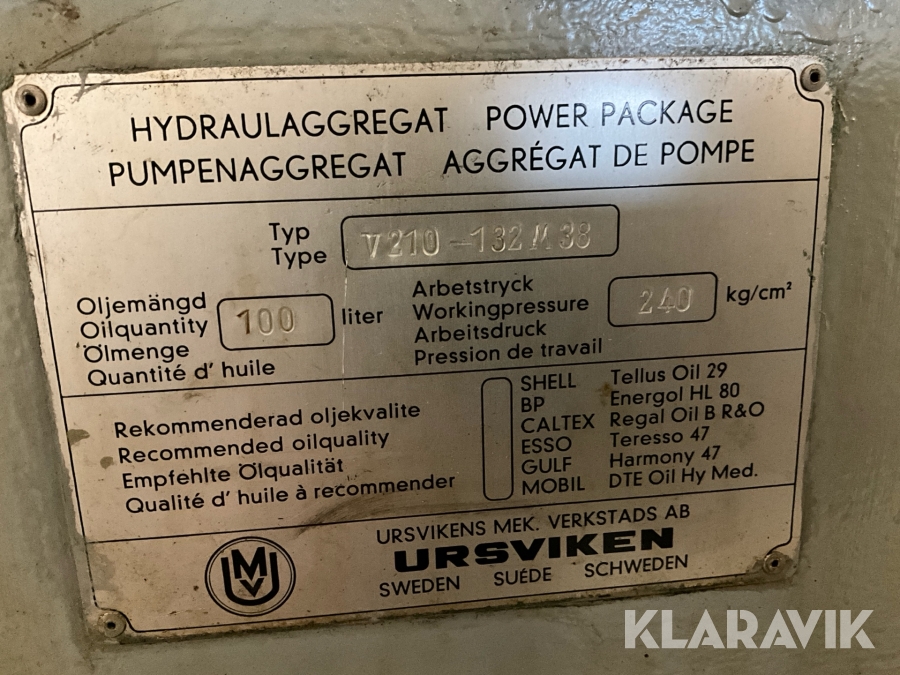 HYDRAULAGGREGAT POWER PACKAGE
PUMPENAGGREGAT AGGRÉGAT DE POMPE
Typ
Type
V210-132M38
Oljemängd
Oilquantity
Ölmenge
Quantité d' huile
100
liter
Arbetstryck
Workingpressure
Arbeitsdruck
Pression de travail
240
kg/cm²
Rekommenderad oljekvalite
Recommended oilquality
Empfehlte Ölqualität
Qualité d' huile à recommender
SHELL Tellus Oil 29
BP Energol HL 80
CALTEX Regal Oil B R&O
ESSO Teresso 47
GULF Harmony 47
MOBIL DTE Oil Hy Med.
UMV
URSVIKENS MEK. VERKSTADS AB
URSVIKEN
SWEDEN SUÉDE SCHWEDEN
KLARAVIK